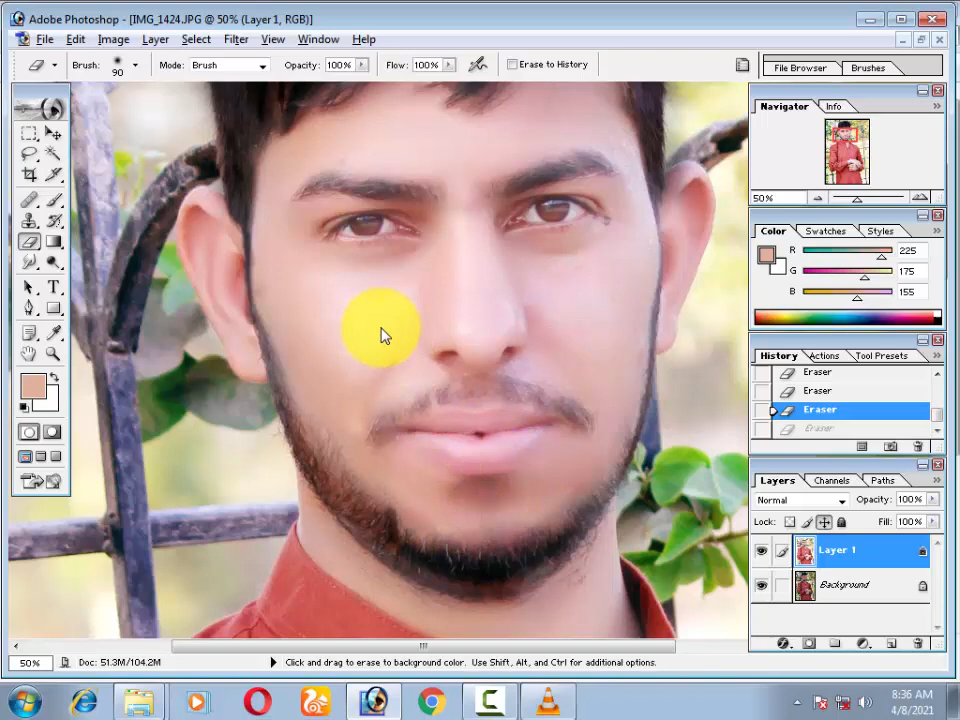 Adobe Photoshop - [IMG_1424.JPG @ 50% (Layer 1, RGB)]
File Edit Image Layer Select Filter View Window Help
Brush: 90 Mode: Brush Opacity: 100% Flow: 100% Erase to History File Browser Brushes
Navigator Info
50%
Color Swatches Styles
R 225
G 175
B 155
History Actions Tool Presets
Eraser
Eraser
Eraser
Eraser
Layers Channels Paths
Normal Opacity: 100%
Lock: Fill: 100%
Layer 1
Background
50% Doc: 51.3M/104.2M Click and drag to erase to background color. Use Shift, Alt, and Ctrl for additional options.
8:36 AM
4/8/2021